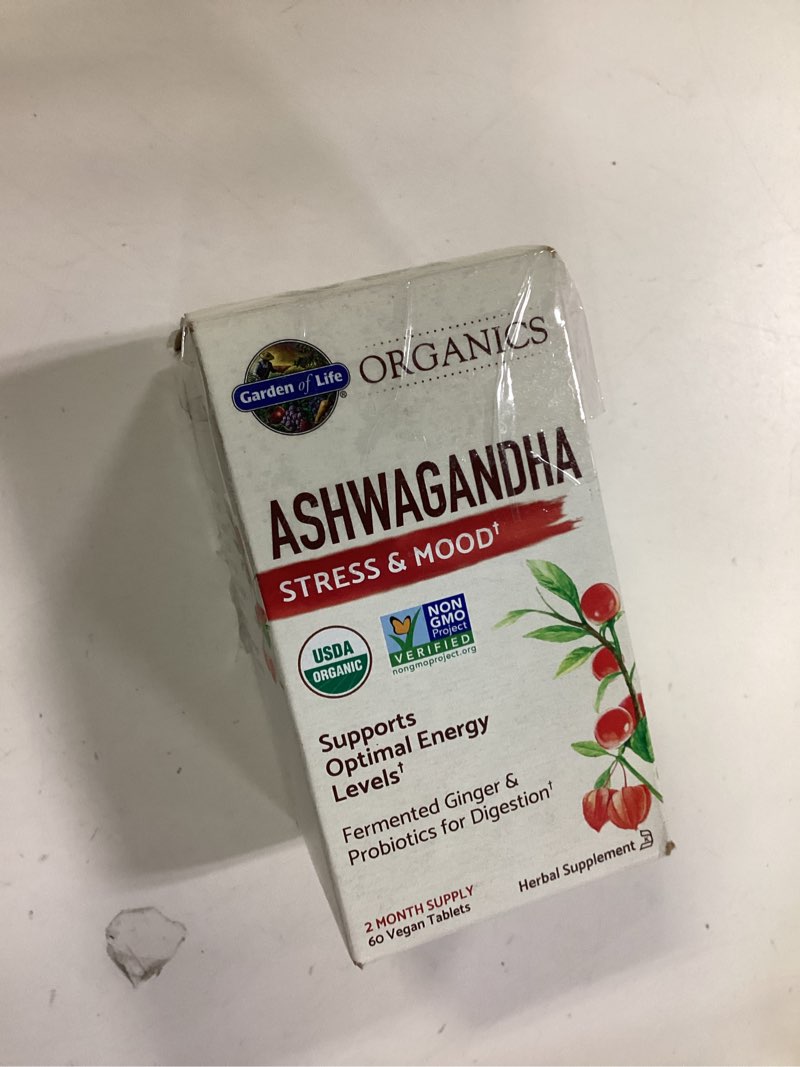 Garden of Life®
ORGANICS
ASHWAGANDHA
STRESS & MOOD†
USDA
ORGANIC
NON
GMO
Project
VERIFIED
nongmoproject.org
Supports
Optimal Energy
Levels†
Fermented Ginger &
Probiotics for Digestion†
2 MONTH SUPPLY
60 Vegan Tablets
Herbal Supplement